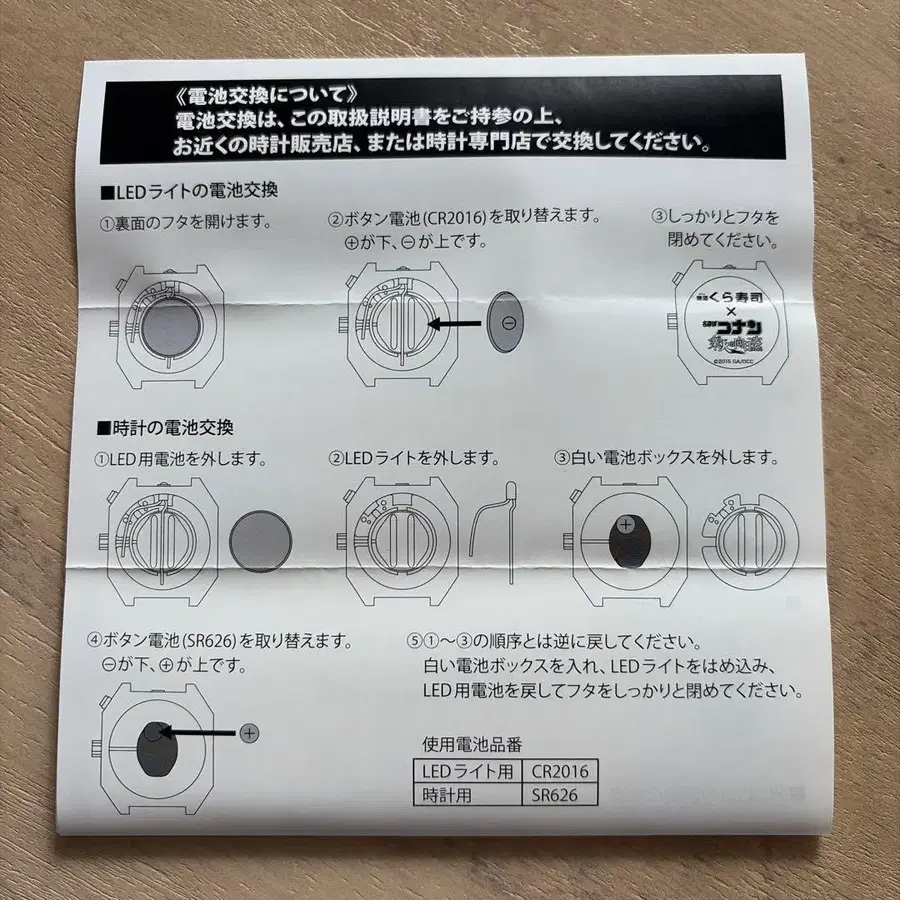 《電池交換について》
電池交換は、この取扱説明書をご持参の上、
お近くの時計販売店、または時計専門店で交換してください。
■LEDライトの電池交換
①裏面のフタを開けます。
②ボタン電池(CR2016)を取り替えます。
⊕が下、⊖が上です。
③しっかりとフタを
閉めてください。
⊖
くら寿司
×
名探偵
コナン
©2015 GA/DCC
■時計の電池交換
①LED用電池を外します。
②LEDライトを外します。
③白い電池ボックスを外します。
⊕
④ボタン電池(SR626)を取り替えます。
⊖が下、⊕が上です。
⊕
⑤①～③の順序とは逆に戻してください。
白い電池ボックスを入れ、LEDライトをはめ込み、
LED用電池を戻してフタをしっかりと閉めてください。
使用電池品番
LEDライト用 CR2016
時計用 SR626